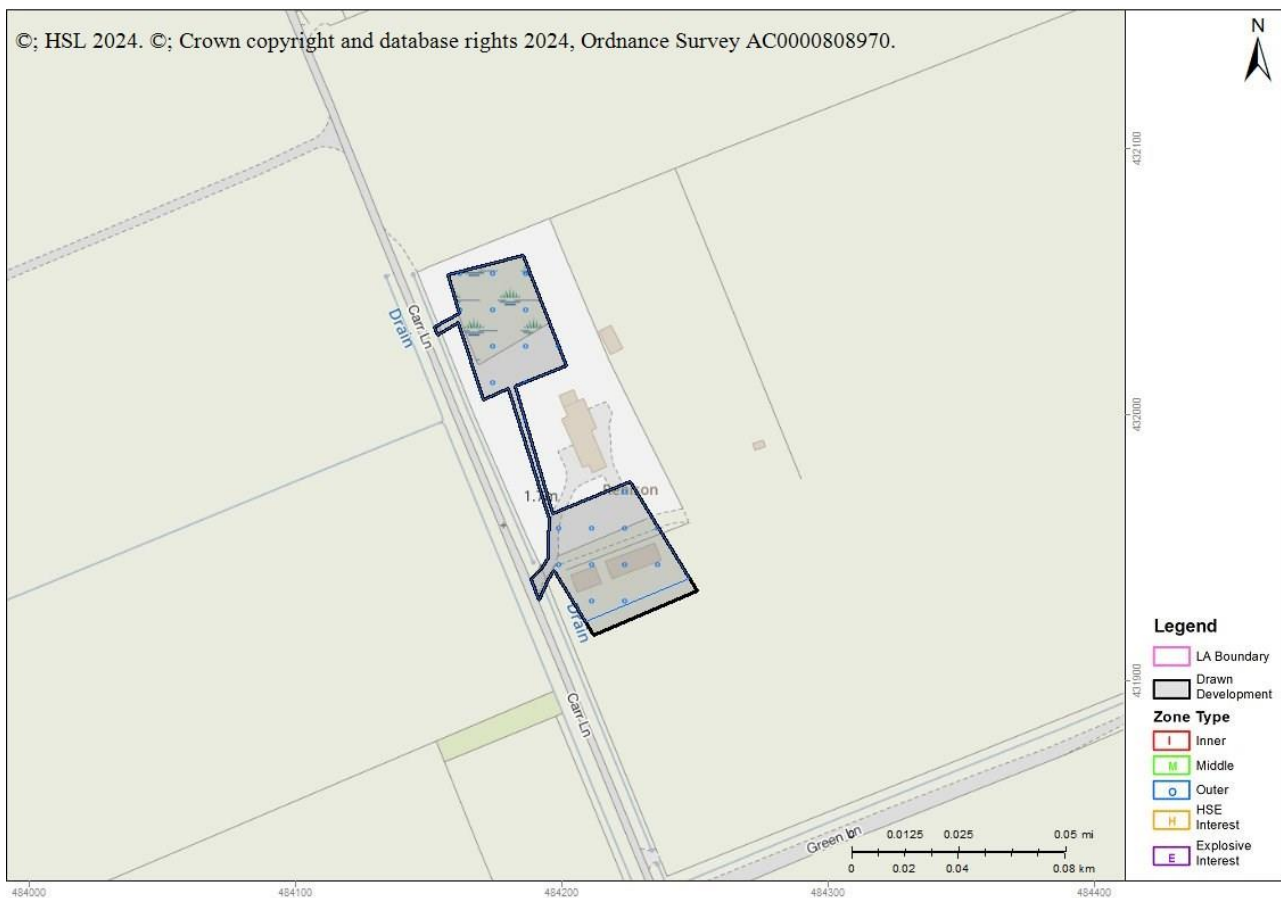 ©; HSL 2024. ©; Crown copyright and database rights 2024, Ordnance Survey AC0000808970.
N
432100
Drain
Carr Ln
432000
1.7m
Drain
Carr Ln
431900
Green Ln
0 0.0125 0.025 0.05 mi
0 0.02 0.04 0.08 km
Legend
LA Boundary
Drawn
Development
Zone Type
I Inner
M Middle
O Outer
H HSE
Interest
E Explosive
Interest
484000 484100 484200 484300 484400